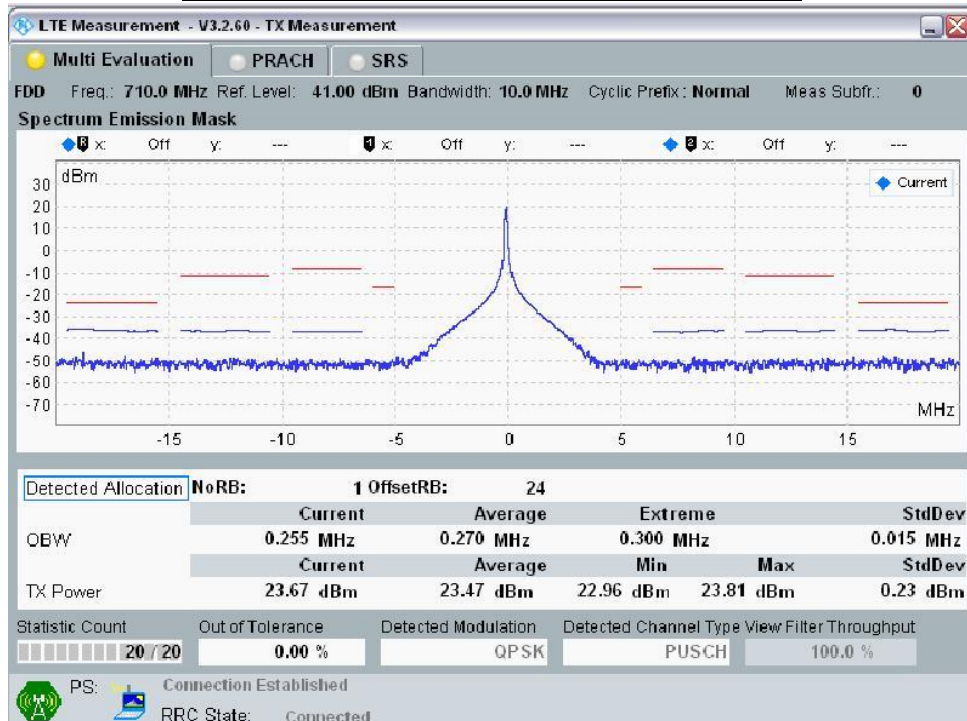 LTE Measurement - V3.2.60 - TX Measurement
Multi Evaluation PRACH SRS
FDD Freq.: 710.0 MHz Ref. Level: 41.00 dBm Bandwidth: 10.0 MHz Cyclic Prefix: Normal Meas Subfr.: 0
Spectrum Emission Mask
R x: Off y: --- 1 x: Off y: --- 2 x: Off y: ---
dBm
Current
30
20
10
0
-10
-20
-30
-40
-50
-60
-70
MHz
-15 -10 -5 0 5 10 15
Detected Allocation NoRB: 1 OffsetRB: 24
Current Average Extreme StdDev
OBW 0.255 MHz 0.270 MHz 0.300 MHz 0.015 MHz
Current Average Min Max StdDev
TX Power 23.67 dBm 23.47 dBm 22.96 dBm 23.81 dBm 0.23 dBm
Statistic Count Out of Tolerance Detected Modulation Detected Channel Type View Filter Throughput
20 / 20 0.00 % QPSK PUSCH 100.0 %
PS: Connection Established
RRC State: Connected